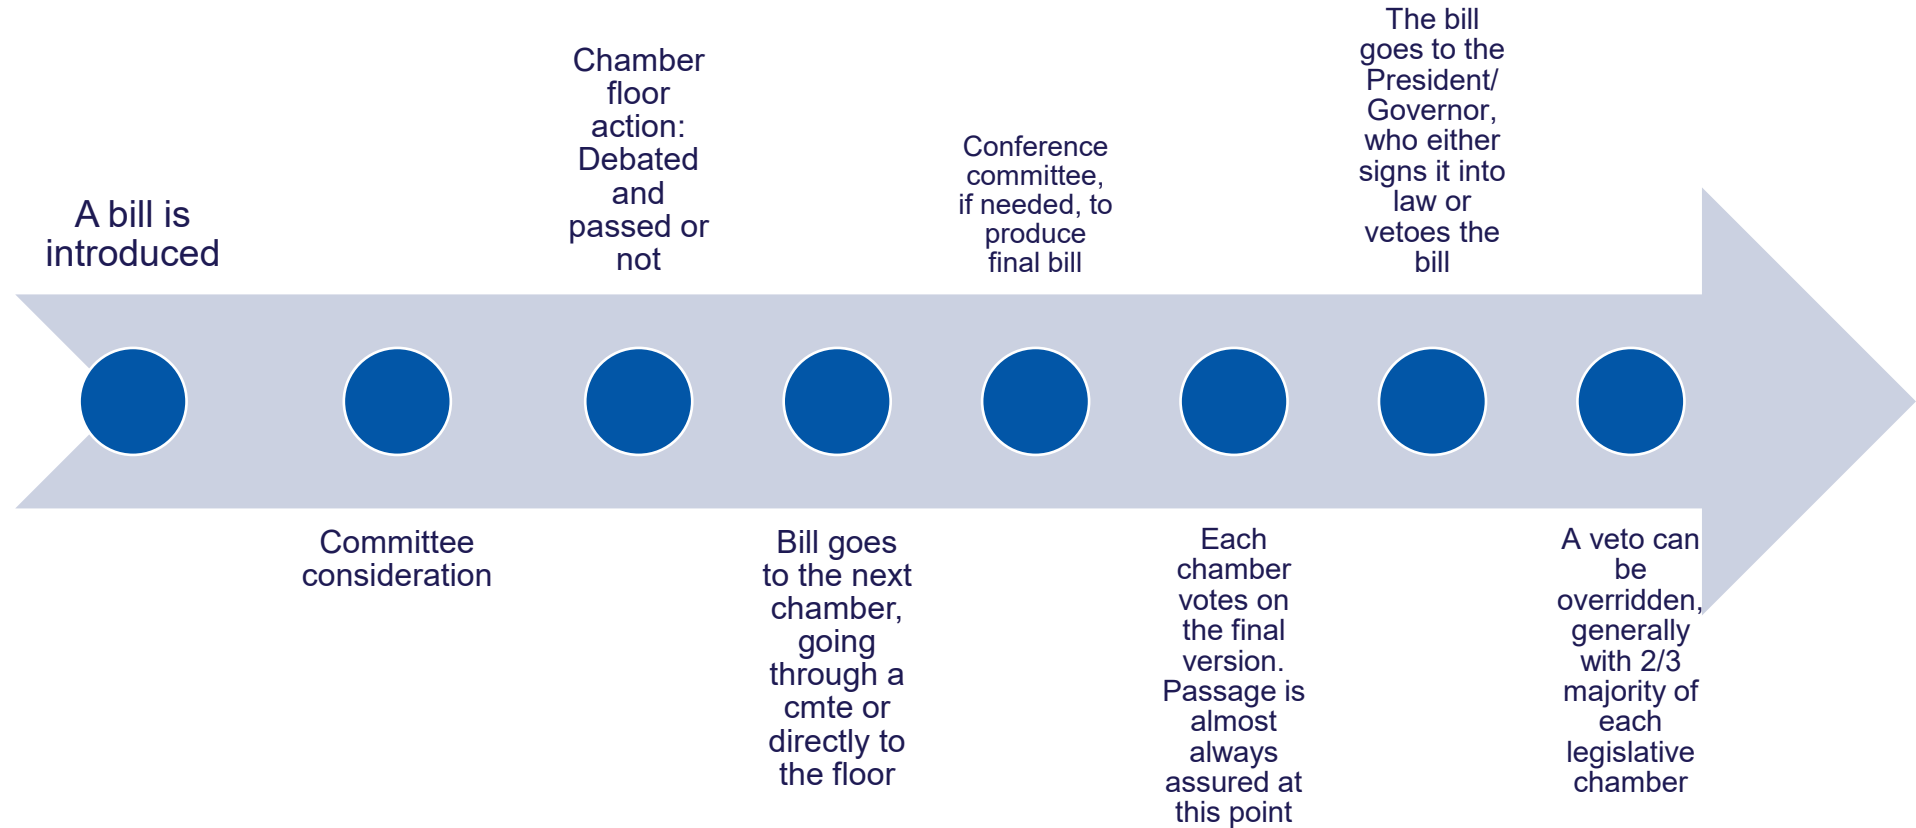 A bill is
introduced
Committee
consideration
Chamber
floor
action:
Debated
and
passed or
not
Bill goes
to the next
chamber,
going
through a
cmte or
directly to
the floor
Conference
committee,
if needed, to
produce
final bill
Each
chamber
votes on
the final
version.
Passage is
almost
always
assured at
this point
The bill
goes to the
President/
Governor,
who either
signs it into
law or
vetoes the
bill
A veto can
be
overridden,
generally
with 2/3
majority of
each
legislative
chamber